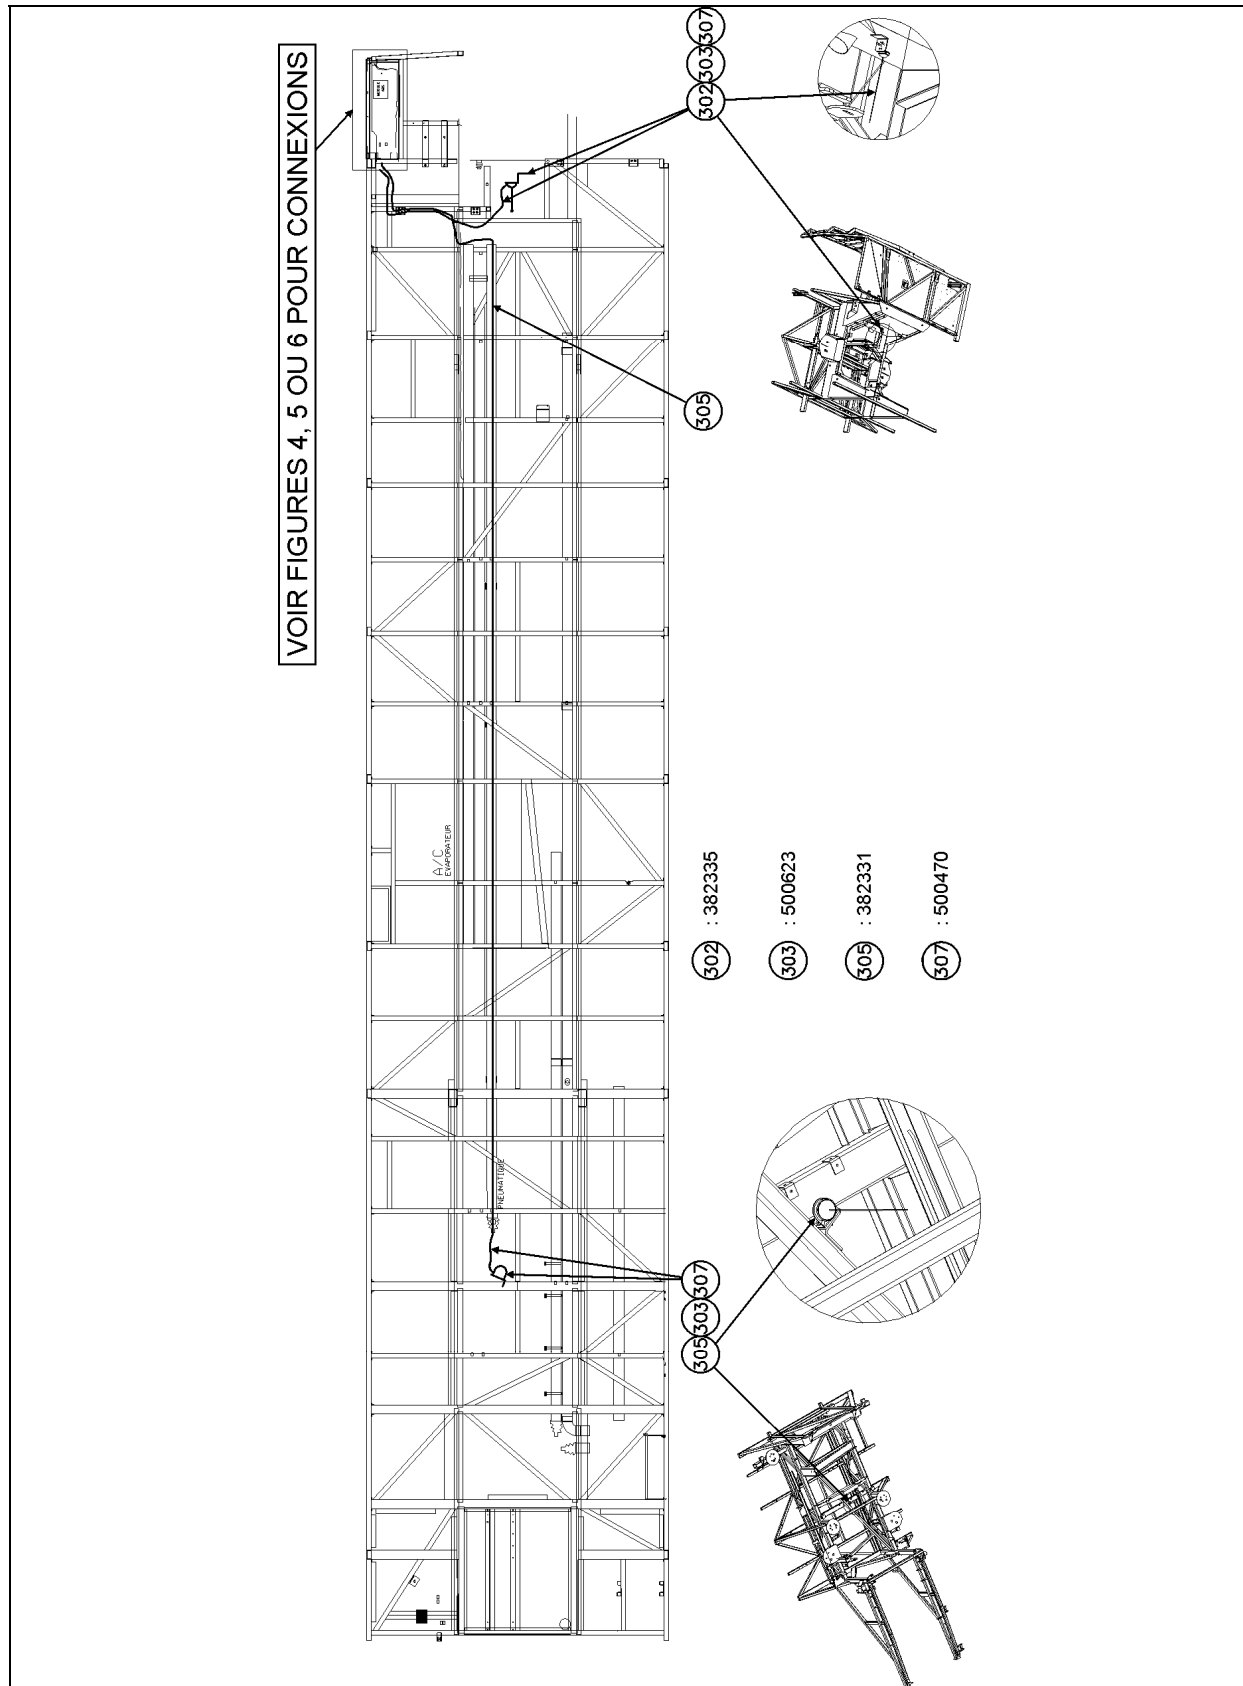 VOIR FIGURES 4, 5 OU 6 POUR CONNEXIONS
302 303 307
305
A/C
EVAPORATEUR
PNEUMATIQUE
305 303 307
302 : 382335
303 : 500623
305 : 382331
307 : 500470